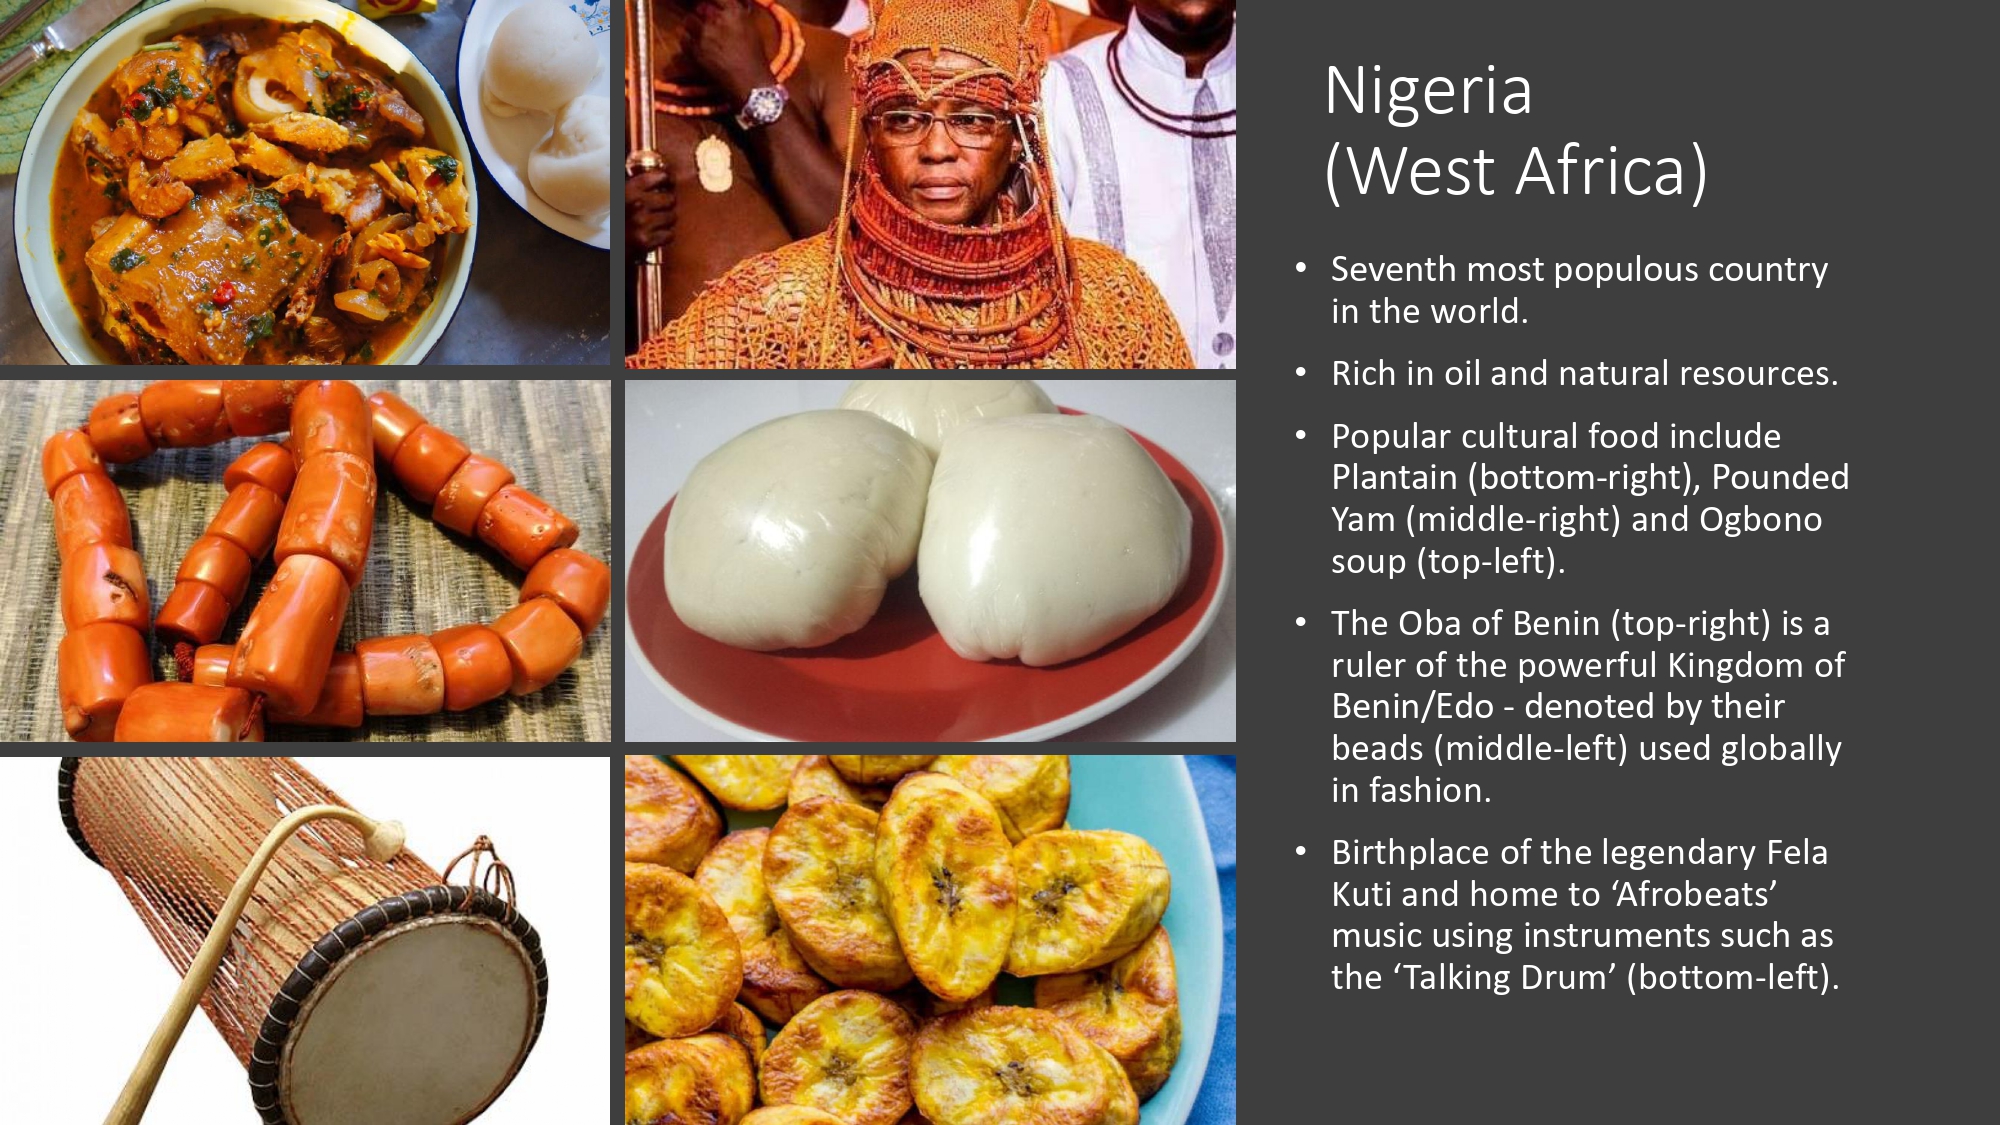 Nigeria
(West Africa)
• Seventh most populous country
in the world.
• Rich in oil and natural resources.
• Popular cultural food include
Plantain (bottom-right), Pounded
Yam (middle-right) and Ogbono
soup (top-left).
• The Oba of Benin (top-right) is a
ruler of the powerful Kingdom of
Benin/Edo - denoted by their
beads (middle-left) used globally
in fashion.
• Birthplace of the legendary Fela
Kuti and home to ‘Afrobeats’
music using instruments such as
the ‘Talking Drum’ (bottom-left).